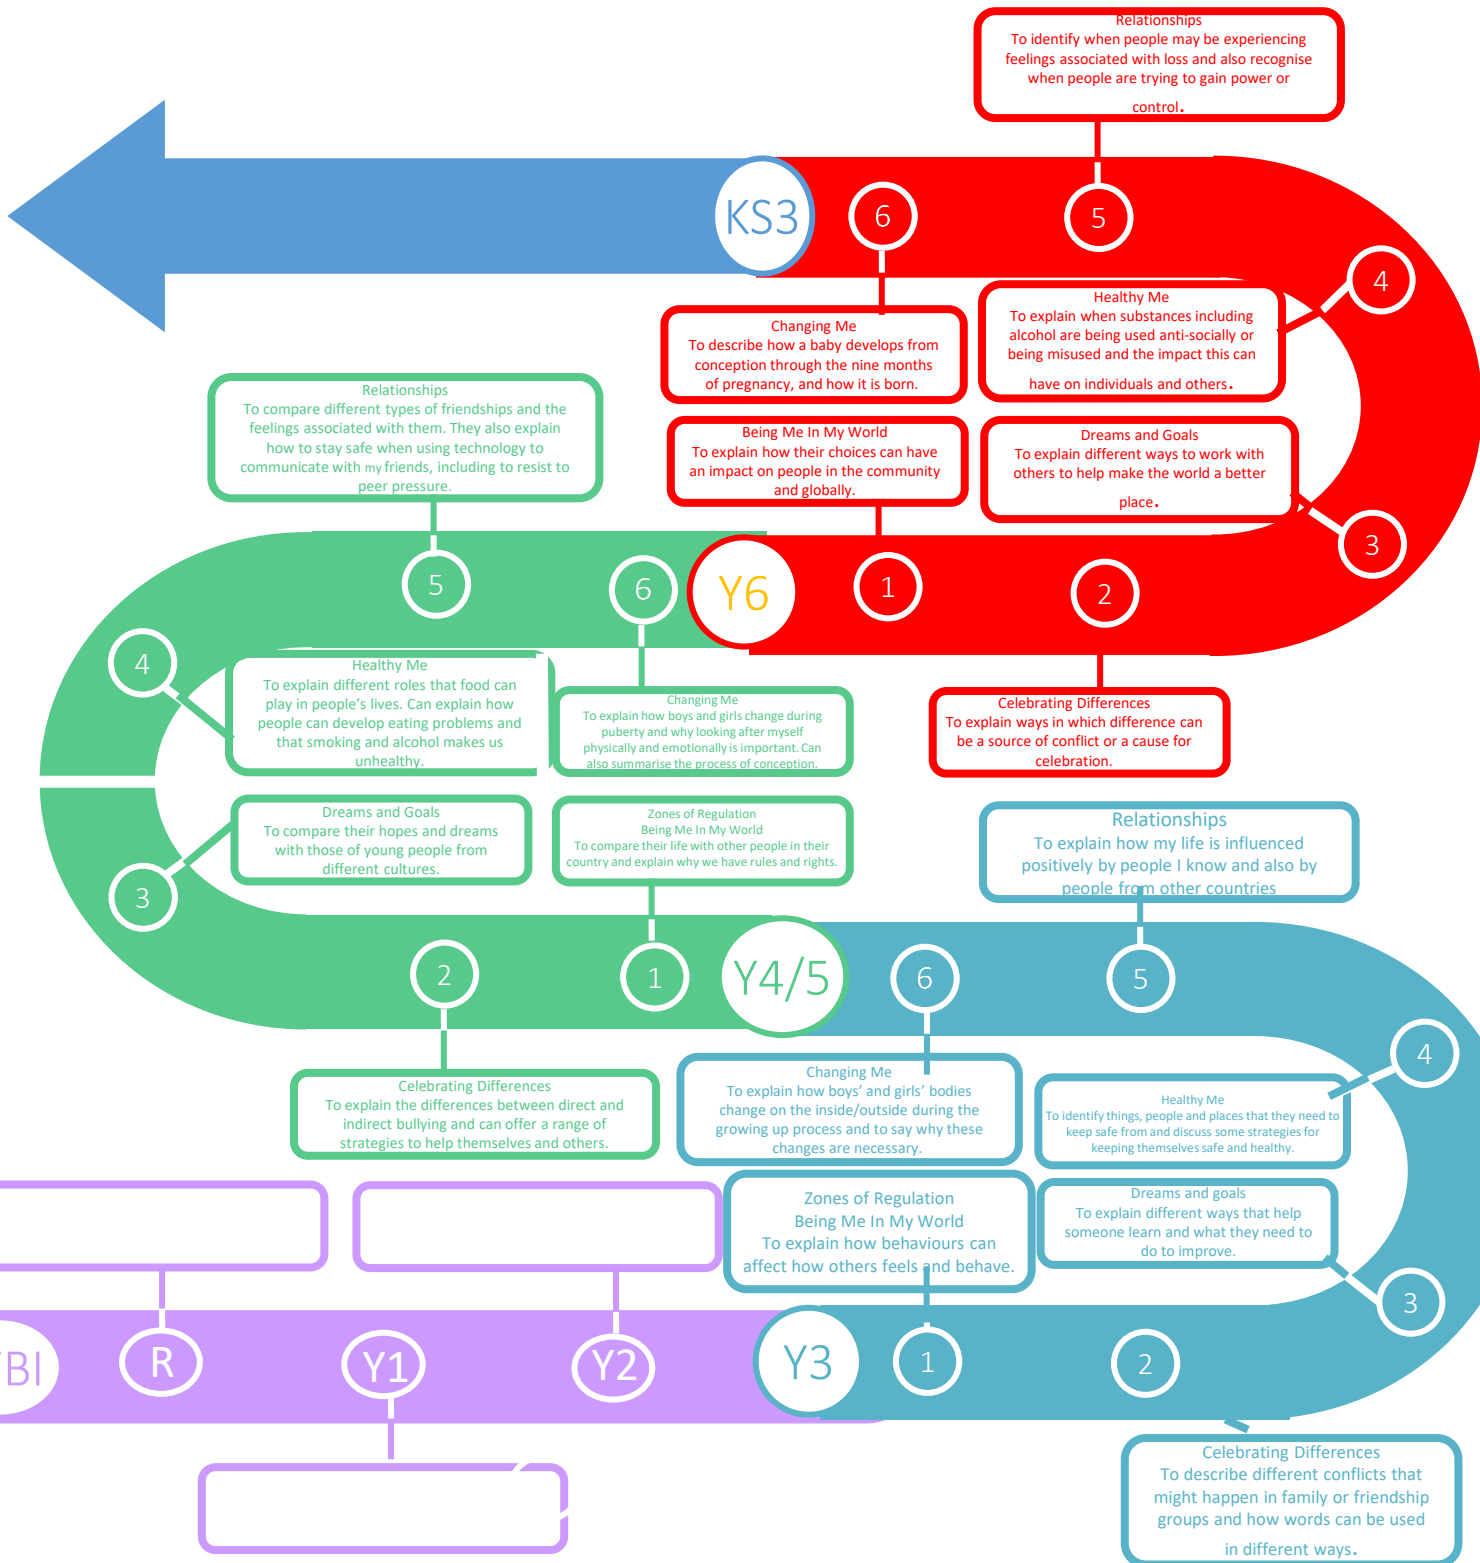 Relationships
To identify when people may be experiencing
feelings associated with loss and also recognise
when people are trying to gain power or
control.
KS3
6
5
4
Changing Me
To describe how a baby develops from
conception through the nine months
of pregnancy, and how it is born.
Healthy Me
To explain when substances including
alcohol are being used anti-socially or
being misused and the impact this can
have on individuals and others.
Relationships
To compare different types of friendships and the
feelings associated with them. They also explain
how to stay safe when using technology to
communicate with my friends, including to resist to
peer pressure.
Being Me In My World
To explain how their choices can have
an impact on people in the community
and globally.
Dreams and Goals
To explain different ways to work with
others to help make the world a better
place.
3
5
6
Y6
1
2
4
Healthy Me
To explain different roles that food can
play in people's lives. Can explain how
people can develop eating problems and
that smoking and alcohol makes us
unhealthy.
Changing Me
To explain how boys and girls change during
puberty and why looking after myself
physically and emotionally is important. Can
also summarise the process of conception.
Celebrating Differences
To explain ways in which difference can
be a source of conflict or a cause for
celebration.
Dreams and Goals
To compare their hopes and dreams
with those of young people from
different cultures.
Zones of Regulation
Being Me In My World
To compare their life with other people in their
country and explain why we have rules and rights.
Relationships
To explain how my life is influenced
positively by people I know and also by
people from other countries
3
2
1
Y4/5
6
5
4
Celebrating Differences
To explain the differences between direct and
indirect bullying and can offer a range of
strategies to help themselves and others.
Changing Me
To explain how boys' and girls' bodies
change on the inside/outside during the
growing up process and to say why these
changes are necessary.
Healthy Me
To identify things, people and places that they need to
keep safe from and discuss some strategies for
keeping themselves safe and healthy.
Zones of Regulation
Being Me In My World
To explain how behaviours can
affect how others feels and behave.
Dreams and goals
To explain different ways that help
someone learn and what they need to
do to improve.
3
BI
R
Y1
Y2
Y3
1
2
Celebrating Differences
To describe different conflicts that
might happen in family or friendship
groups and how words can be used
in different ways.